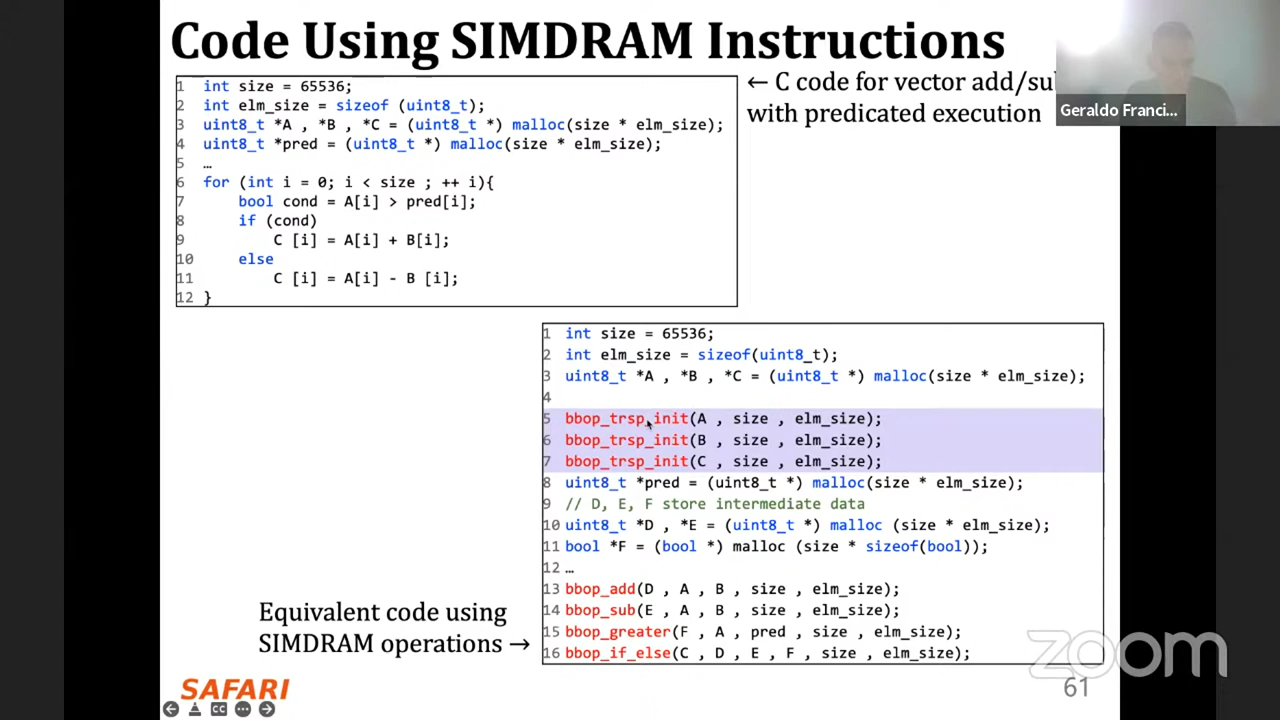 Code Using SIMDRAM Instructions
1 int size = 65536;
2 int elm_size = sizeof (uint8_t);
3 uint8_t *A , *B , *C = (uint8_t *) malloc(size * elm_size);
4 uint8_t *pred = (uint8_t *) malloc(size * elm_size);
5 …
6 for (int i = 0; i < size ; ++ i){
7 bool cond = A[i] > pred[i];
8 if (cond)
9 C [i] = A[i] + B[i];
10 else
11 C [i] = A[i] - B [i];
12 }
← C code for vector add/su
with predicated execution
Geraldo Franci...
1 int size = 65536;
2 int elm_size = sizeof(uint8_t);
3 uint8_t *A , *B , *C = (uint8_t *) malloc(size * elm_size);
4
5 bbop_trsp_init(A , size , elm_size);
6 bbop_trsp_init(B , size , elm_size);
7 bbop_trsp_init(C , size , elm_size);
8 uint8_t *pred = (uint8_t *) malloc(size * elm_size);
9 // D, E, F store intermediate data
10 uint8_t *D , *E = (uint8_t *) malloc (size * elm_size);
11 bool *F = (bool *) malloc (size * sizeof(bool));
12 …
13 bbop_add(D , A , B , size , elm_size);
14 bbop_sub(E , A , B , size , elm_size);
15 bbop_greater(F , A , pred , size , elm_size);
16 bbop_if_else(C , D , E , F , size , elm_size);
Equivalent code using
SIMDRAM operations →
zoom
SAFARI
61
CC